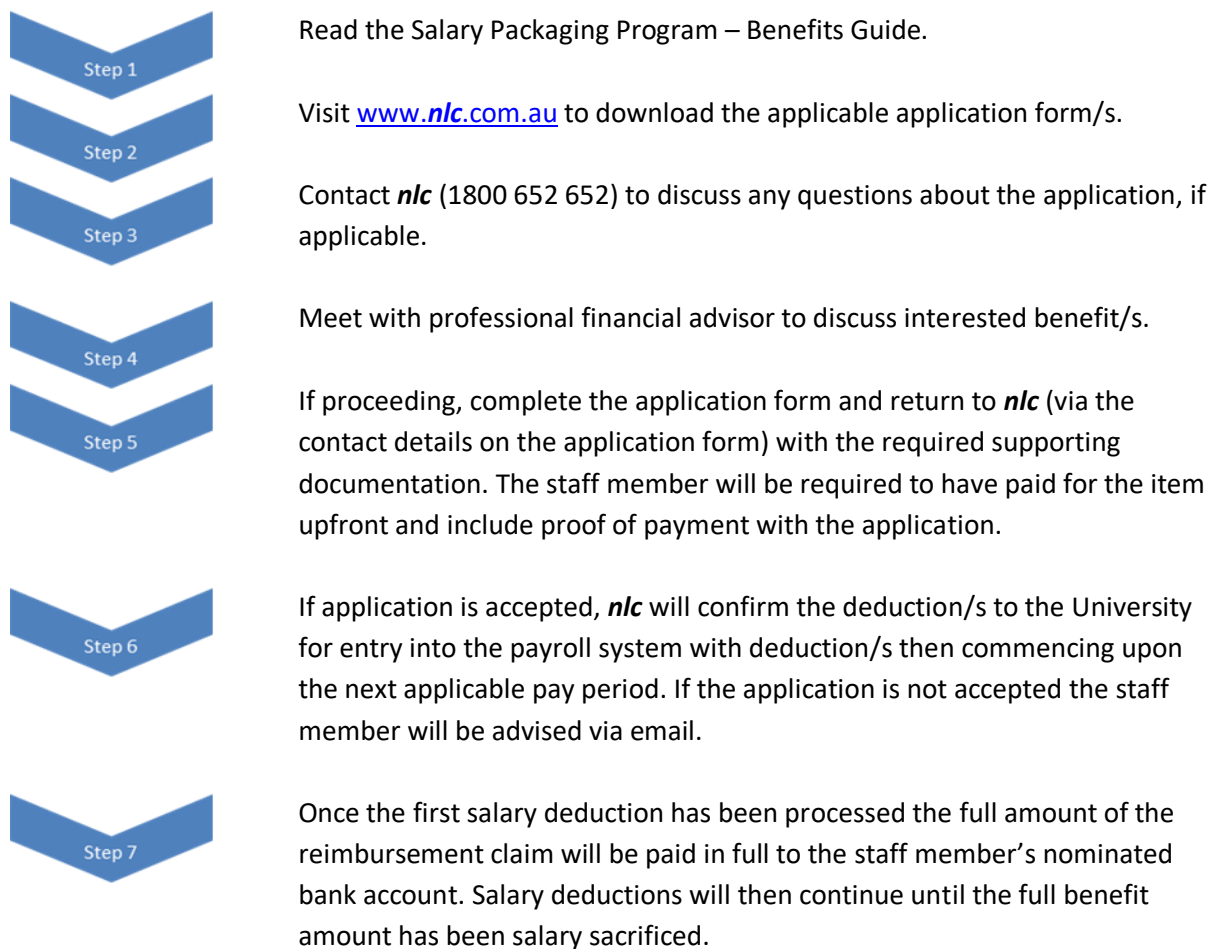 Step 1
Read the Salary Packaging Program – Benefits Guide.
Step 2
Visit www.nlc.com.au to download the applicable application form/s.
Step 3
Contact nlc (1800 652 652) to discuss any questions about the application, if
applicable.
Step 4
Meet with professional financial advisor to discuss interested benefit/s.
Step 5
If proceeding, complete the application form and return to nlc (via the
contact details on the application form) with the required supporting
documentation. The staff member will be required to have paid for the item
upfront and include proof of payment with the application.
Step 6
If application is accepted, nlc will confirm the deduction/s to the University
for entry into the payroll system with deduction/s then commencing upon
the next applicable pay period. If the application is not accepted the staff
member will be advised via email.
Step 7
Once the first salary deduction has been processed the full amount of the
reimbursement claim will be paid in full to the staff member’s nominated
bank account. Salary deductions will then continue until the full benefit
amount has been salary sacrificed.